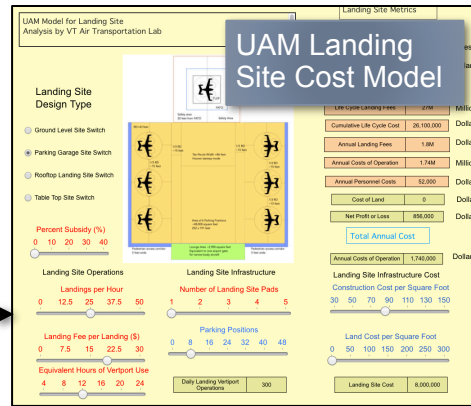 UAM Model for Landing Site
Analysis by VT Air Transportation Lab
Landing Site Metrics
UAM Landing
Site Cost Model
Landing Site
Design Type
Ground Level Site Switch
Parking Garage Site Switch
Rooftop Landing Site Switch
Table Top Site Switch
Life Cycle Landing Fees 27M Millio
Cumulative Life Cycle Cost 26,100,000 Dolla
Annual Landing Fees 1.8M Dolla
Annual Costs of Operation 1.74M Millio
Annual Personnel Costs 52,000 Dolla
Cost of Land 0 Dolla
Net Profit or Loss 856,000 Dolla
Total Annual Cost
Annual Costs of Operation 1,740,000 Dollar
Percent Subsidy (%)
0 10 20 30 40
Landing Site Operations
Landings per Hour
0 12.5 25 37.5 50
Landing Fee per Landing ($)
0 7.5 15 22.5 30
Equivalent Hours of Vertport Use
4 8 12 16 20 24
Landing Site Infrastructure
Number of Landing Site Pads
1 2 3 4 5
Parking Positions
0 8 16 24 32 40 48
Daily Landing Vertiport
Operations 300
Landing Site Infrastructure Cost
Construction Cost per Square Foot
30 50 70 90 110 130 150
Land Cost per Square Foot
0 50 100 150 200 250 300
Landing Site Cost 8,000,000